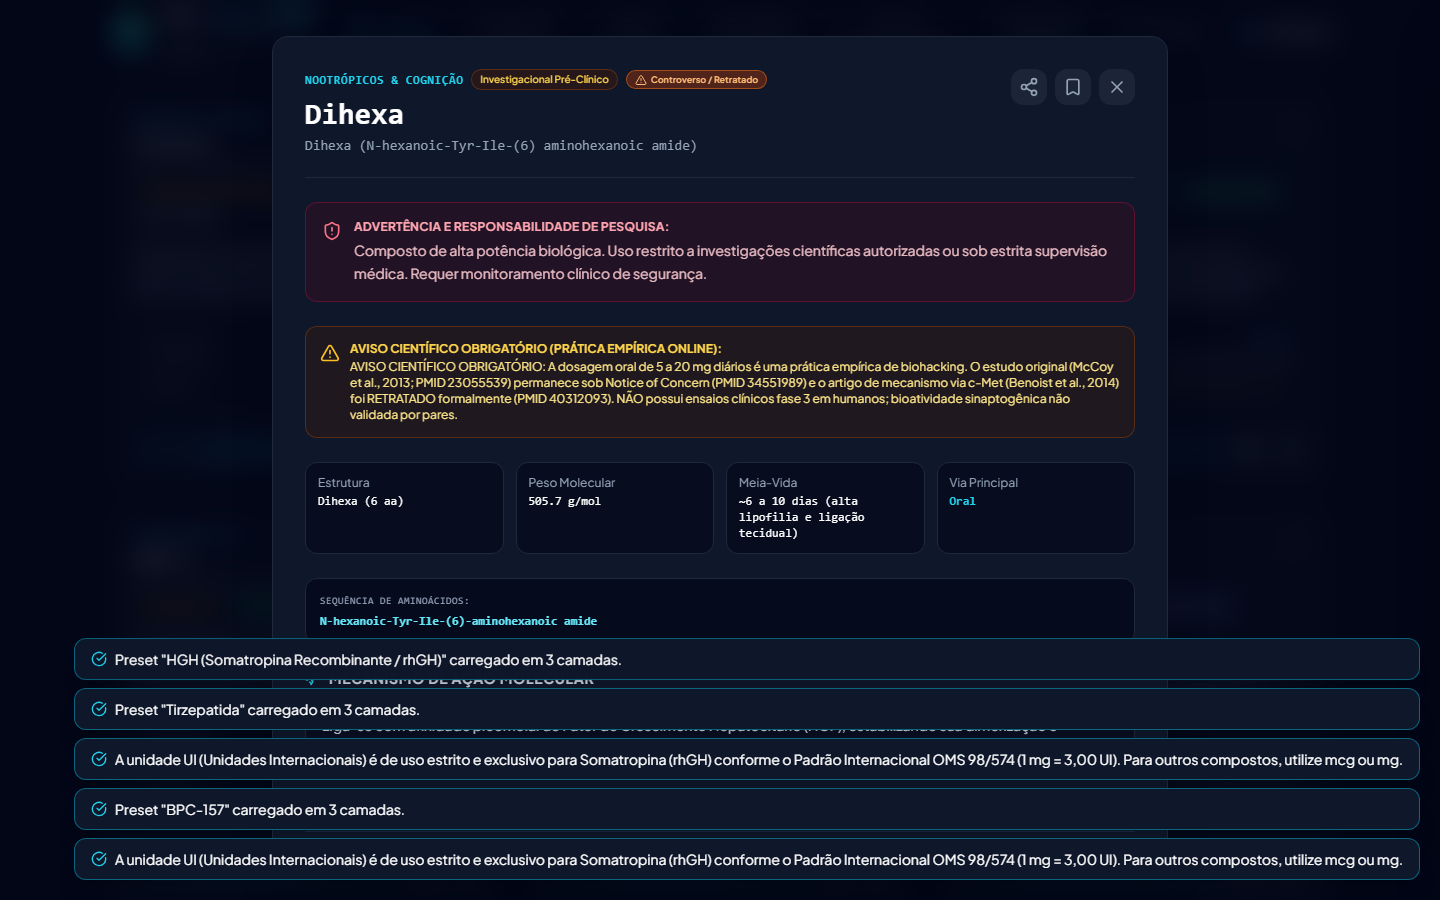 NOOTRÓPICOS & COGNIÇÃO
Investigacional Pré-Clínico
Controverso / Retratado
Dihexa
Dihexa (N-hexanoic-Tyr-Ile-(6) aminohexanoic amide)
ADVERTÊNCIA E RESPONSABILIDADE DE PESQUISA:
Composto de alta potência biológica. Uso restrito a investigações científicas autorizadas ou sob estrita supervisão
médica. Requer monitoramento clínico de segurança.
AVISO CIENTÍFICO OBRIGATÓRIO (PRÁTICA EMPÍRICA ONLINE):
AVISO CIENTÍFICO OBRIGATÓRIO: A dosagem oral de 5 a 20 mg diários é uma prática empírica de biohacking. O estudo original (McCoy
et al., 2013; PMID 23055539) permanece sob Notice of Concern (PMID 34551989) e o artigo de mecanismo via c-Met (Benoist et al., 2014)
foi RETRATADO formalmente (PMID 40312093). NÃO possui ensaios clínicos fase 3 em humanos; bioatividade sinaptogênica não
validada por pares.
Estrutura
Dihexa (6 aa)
Peso Molecular
505.7 g/mol
Meia-Vida
~6 a 10 dias (alta
lipofilia e ligação
tecidual)
Via Principal
Oral
SEQUÊNCIA DE AMINOÁCIDOS:
N-hexanoic-Tyr-Ile-(6)-aminohexanoic amide
Preset "HGH (Somatropina Recombinante / rhGH)" carregado em 3 camadas.
MECANISMO DE AÇÃO MOLECULAR
Preset "Tirzepatida" carregado em 3 camadas.
A unidade UI (Unidades Internacionais) é de uso estrito e exclusivo para Somatropina (rhGH) conforme o Padrão Internacional OMS 98/574 (1 mg = 3,00 UI). Para outros compostos, utilize mcg ou mg.
Preset "BPC-157" carregado em 3 camadas.
A unidade UI (Unidades Internacionais) é de uso estrito e exclusivo para Somatropina (rhGH) conforme o Padrão Internacional OMS 98/574 (1 mg = 3,00 UI). Para outros compostos, utilize mcg ou mg.